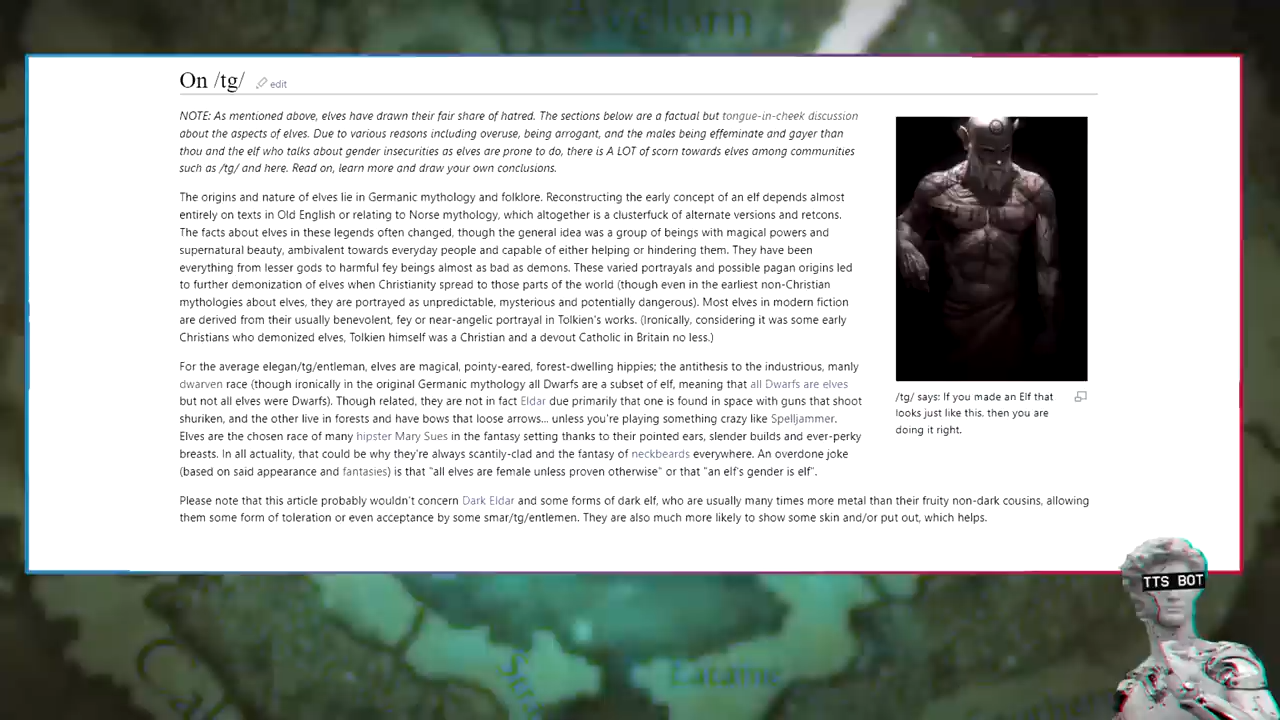 On /tg/ edit
NOTE: As mentioned above, elves have drawn their fair share of hatred. The sections below are a factual but tongue-in-cheek discussion
about the aspects of elves. Due to various reasons including overuse, being arrogant, and the males being effeminate and gayer than
thou and the elf who talks about gender insecurities as elves are prone to do, there is A LOT of scorn towards elves among communities
such as /tg/ and here. Read on, learn more and draw your own conclusions.
The origins and nature of elves lie in Germanic mythology and folklore. Reconstructing the early concept of an elf depends almost
entirely on texts in Old English or relating to Norse mythology, which altogether is a clusterfuck of alternate versions and retcons.
The facts about elves in these legends often changed, though the general idea was a group of beings with magical powers and
supernatural beauty, ambivalent towards everyday people and capable of either helping or hindering them. They have been
everything from lesser gods to harmful fey beings almost as bad as demons. These varied portrayals and possible pagan origins led
to further demonization of elves when Christianity spread to those parts of the world (though even in the earliest non-Christian
mythologies about elves, they are portrayed as unpredictable, mysterious and potentially dangerous). Most elves in modern fiction
are derived from their usually benevolent, fey or near-angelic portrayal in Tolkien's works. (Ironically, considering it was some early
Christians who demonized elves, Tolkien himself was a Christian and a devout Catholic in Britain no less.)
For the average elegan/tg/entleman, elves are magical, pointy-eared, forest-dwelling hippies; the antithesis to the industrious, manly
dwarven race (though ironically in the original Germanic mythology all Dwarfs are a subset of elf, meaning that all Dwarfs are elves
but not all elves were Dwarfs). Though related, they are not in fact Eldar due primarily that one is found in space with guns that shoot
shuriken, and the other live in forests and have bows that loose arrows... unless you're playing something crazy like Spelljammer.
Elves are the chosen race of many hipster Mary Sues in the fantasy setting thanks to their pointed ears, slender builds and ever-perky
breasts. In all actuality, that could be why they're always scantily-clad and the fantasy of neckbeards everywhere. An overdone joke
(based on said appearance and fantasies) is that "all elves are female unless proven otherwise" or that "an elf's gender is elf".
/tg/ says: If you made an Elf that
looks just like this, then you are
doing it right.
Please note that this article probably wouldn't concern Dark Eldar and some forms of dark elf, who are usually many times more metal than their fruity non-dark cousins, allowing
them some form of toleration or even acceptance by some smar/tg/entlemen. They are also much more likely to show some skin and/or put out, which helps.
TTS BOT